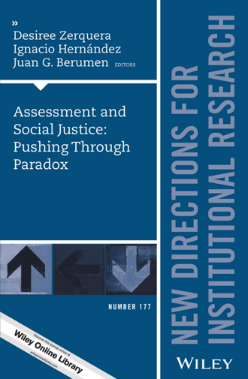 »
Desiree Zerquera
Ignacio Hernández
Juan G. Berumen EDITORS
Assessment and
Social Justice:
Pushing Through
Paradox
NUMBER 177
Wiley Online Library
NEW DIRECTIONS FOR
INSTITUTIONAL RESEARCH
WILEY